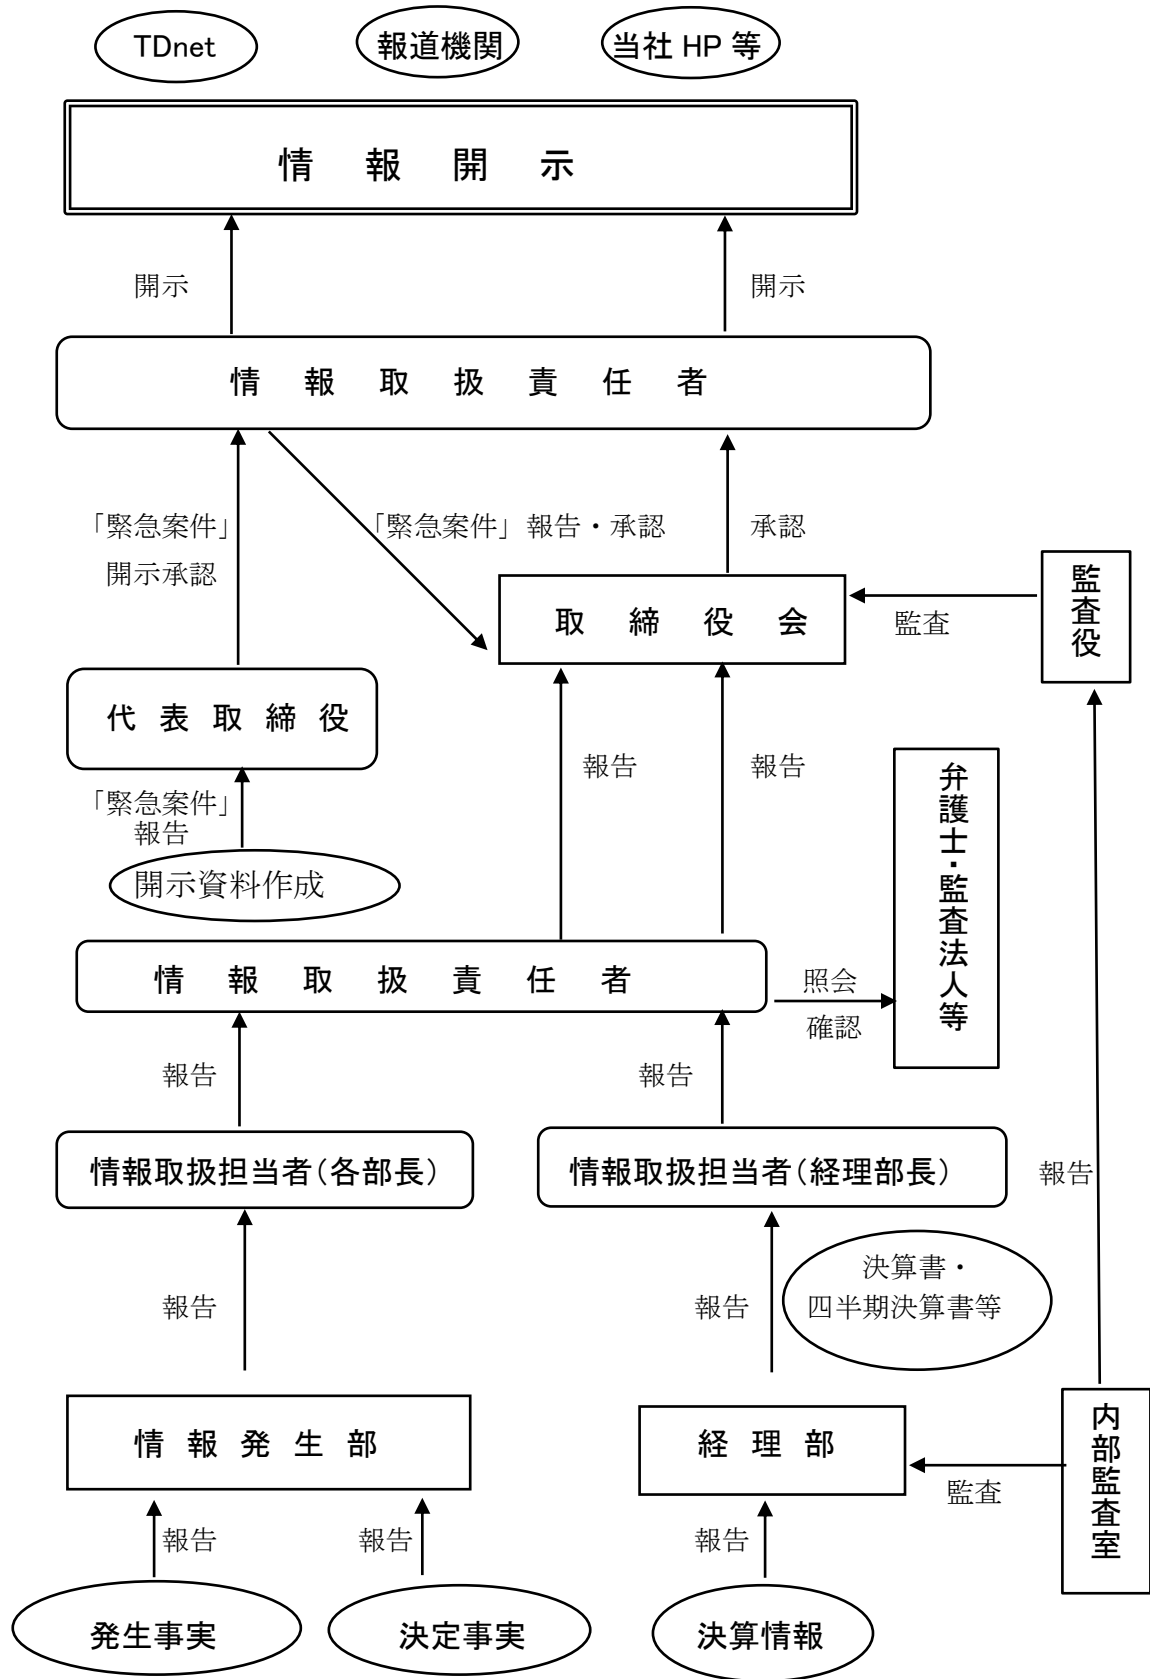 TDnet
報道機関
当社 HP 等
情報開示
開示
開示
情報取扱責任者
「緊急案件」
開示承認
「緊急案件」報告・承認
承認
取締役会
監査
監査役
代表取締役
「緊急案件」
報告
報告
報告
弁護士・監査法人等
開示資料作成
情報取扱責任者
照会
確認
報告
報告
情報取扱担当者(各部長)
情報取扱担当者(経理部長)
報告
報告
報告
決算書・
四半期決算書等
情報発生部
経理部
監査
内部監査室
報告
報告
報告
発生事実
決定事実
決算情報